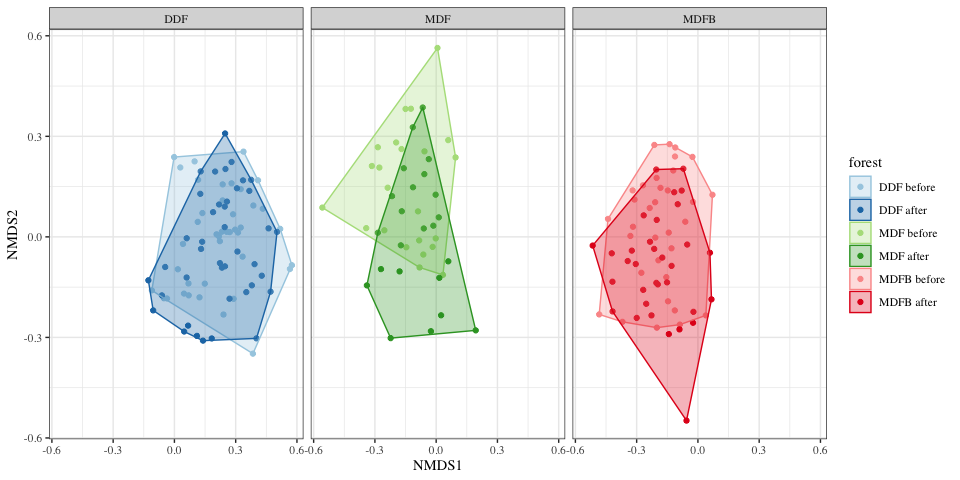 DDF MDF MDFB
0.6
0.3
0.0
-0.3
-0.6
NMDS2
-0.6 -0.3 0.0 0.3 0.6 -0.6 -0.3 0.0 0.3 0.6 -0.6 -0.3 0.0 0.3 0.6
NMDS1
forest
DDF before
DDF after
MDF before
MDF after
MDFB before
MDFB after